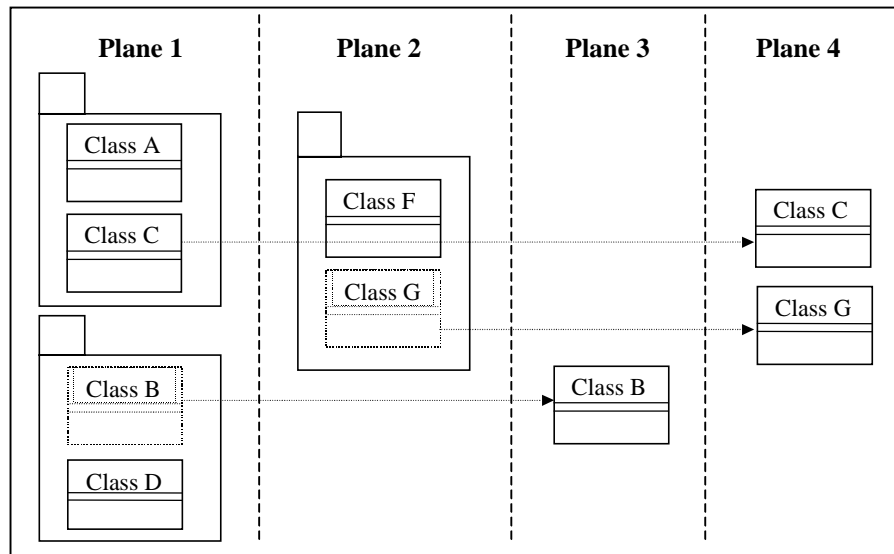 Plane 1
Plane 2
Plane 3
Plane 4
Class A
Class C
Class B
Class D
Class F
Class G
Class B
Class C
Class G